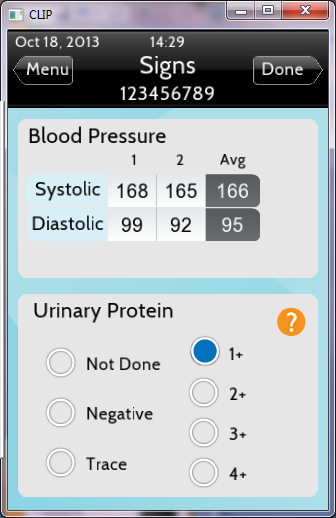 CLIP
Oct 18, 2013 14:29
Menu Signs Done
123456789
Blood Pressure
1 2 Avg
Systolic 168 165 166
Diastolic 99 92 95
Urinary Protein
?
Not Done 1+
Negative 2+
Trace 3+
4+